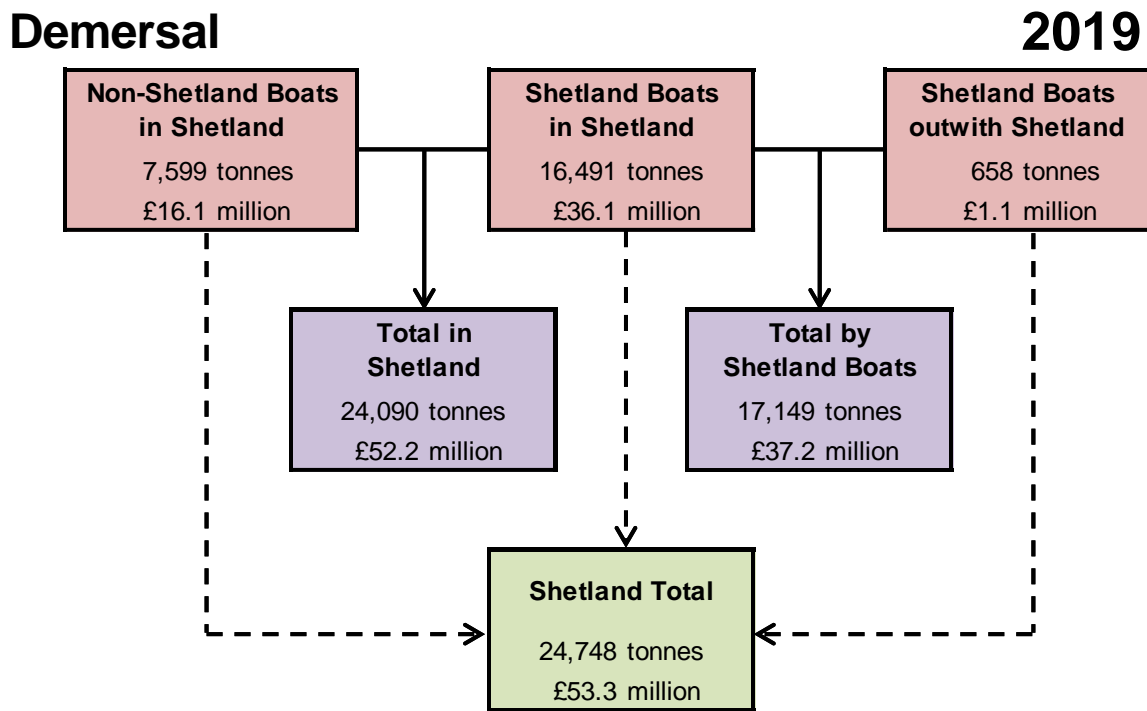 Demersal
2019
Non-Shetland Boats
in Shetland
7,599 tonnes
£16.1 million
Shetland Boats
in Shetland
16,491 tonnes
£36.1 million
Shetland Boats
outwith Shetland
658 tonnes
£1.1 million
Total in
Shetland
24,090 tonnes
£52.2 million
Total by
Shetland Boats
17,149 tonnes
£37.2 million
Shetland Total
24,748 tonnes
£53.3 million